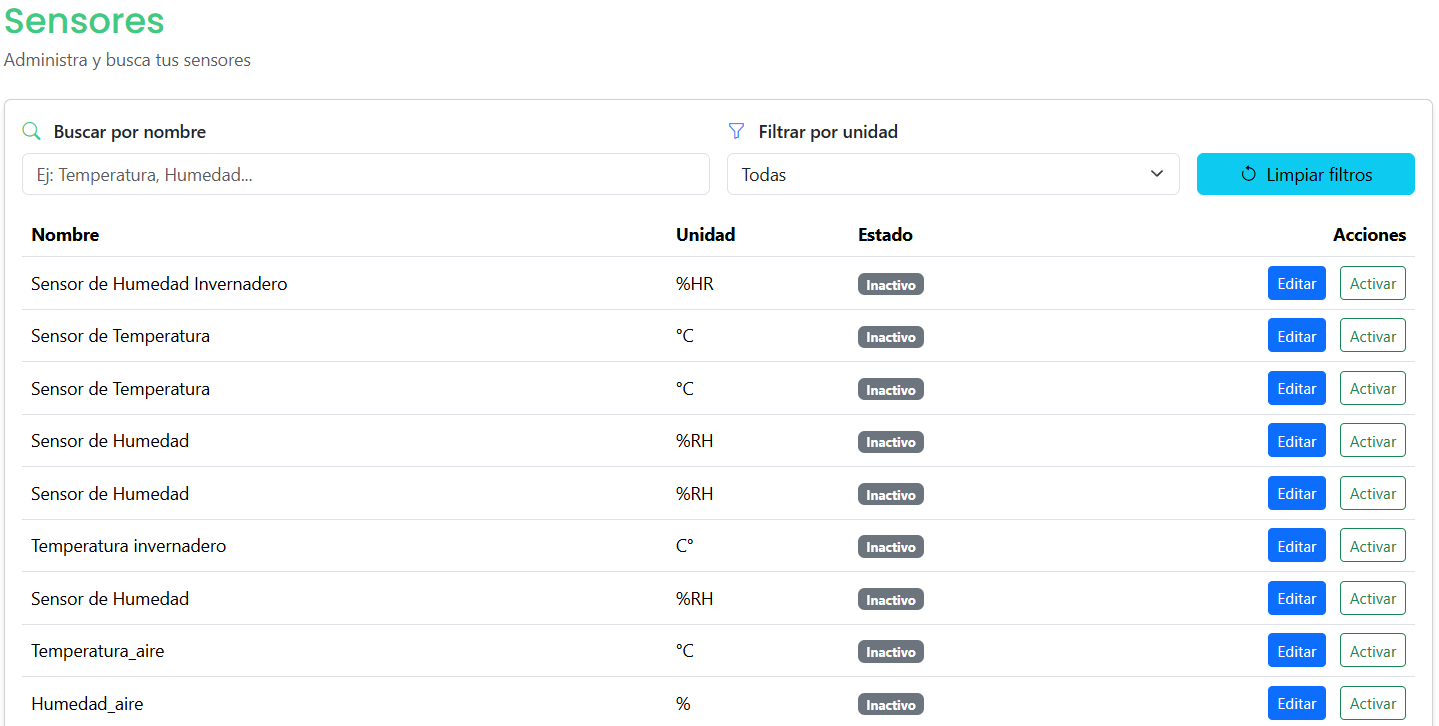 Sensores
Administra y busca tus sensores
Buscar por nombre
Filtrar por unidad
Ej: Temperatura, Humedad...
Todas
Limpiar filtros
Nombre Unidad Estado Acciones
Sensor de Humedad Invernadero %HR Inactivo Editar Activar
Sensor de Temperatura °C Inactivo Editar Activar
Sensor de Temperatura °C Inactivo Editar Activar
Sensor de Humedad %RH Inactivo Editar Activar
Sensor de Humedad %RH Inactivo Editar Activar
Temperatura invernadero C° Inactivo Editar Activar
Sensor de Humedad %RH Inactivo Editar Activar
Temperatura_aire °C Inactivo Editar Activar
Humedad_aire % Inactivo Editar Activar